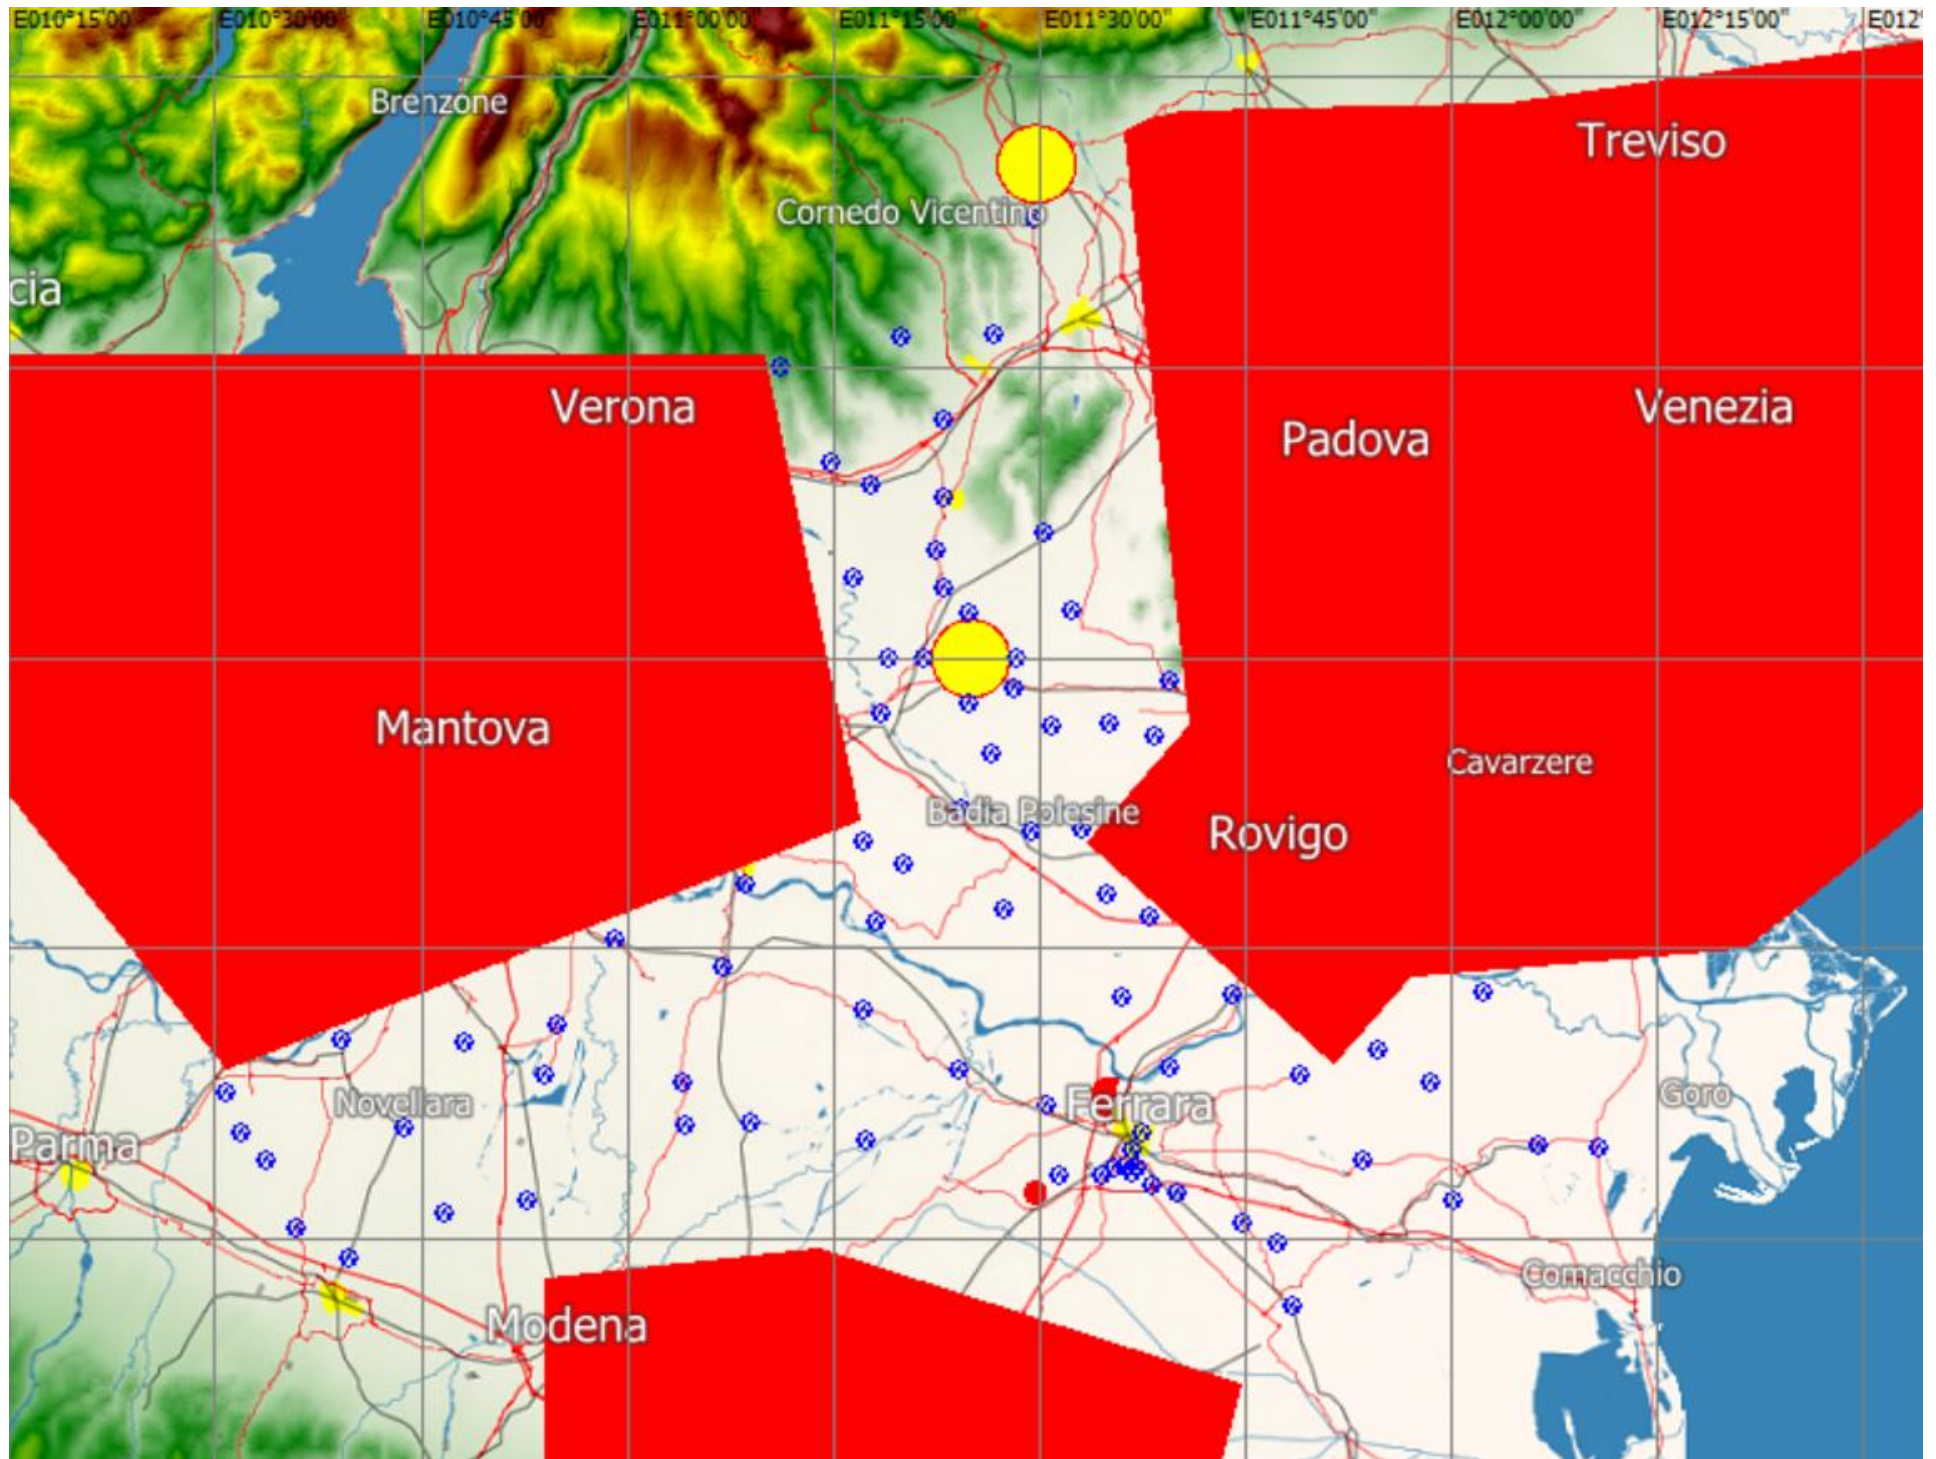 E010°15'00 E010°30'00" E010°45'00 E011°00'00" E011°15'00" E011°30'00" E011°45'00" E012°00'00" E012°15'00" E012°
Brenzone
Treviso
Cornedo Vicentino
cia
Verona
Venezia
Padova
Mantova
Cavarzere
Badia Polesine
Rovigo
Novellara
Ferrara
Goro
Parma
Comacchio
Modena